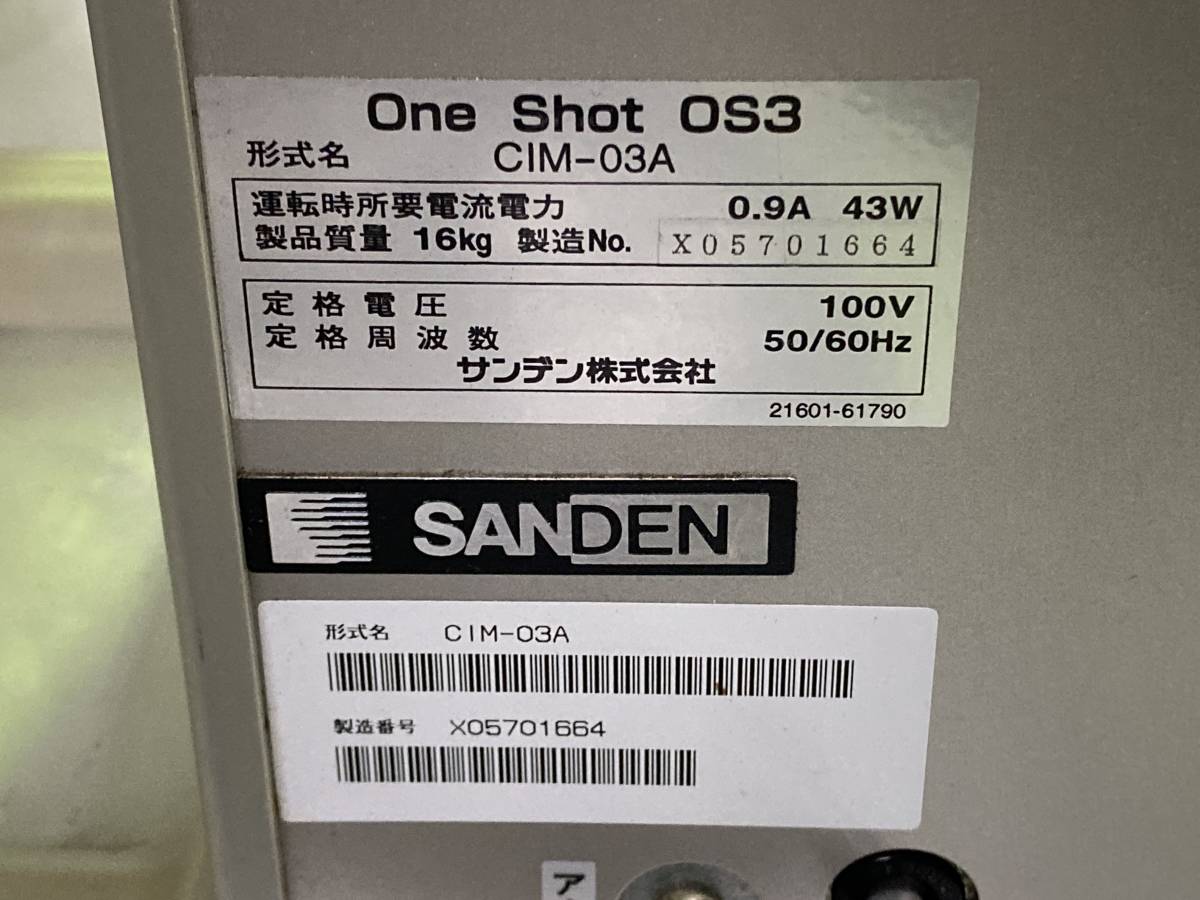 One Shot OS3
形式名 CIM-03A
運転時所要電流電力 0.9A 43W
製品質量 16kg 製造No. X05701664
定格電圧 100V
定格周波数 50/60Hz
サンデン株式会社
21601-61790
SANDEN
形式名 CIM-03A
製造番号 X05701664
ア